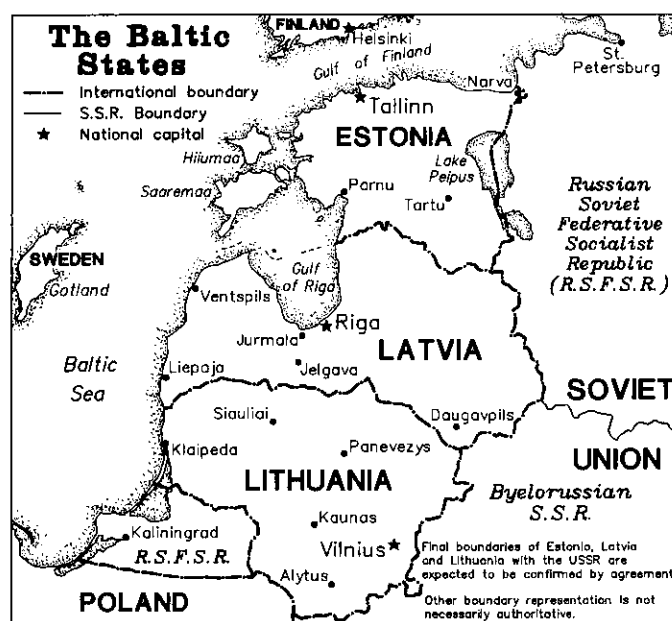 The Baltic
States
International boundary
S.S.R. Boundary
National capital
FINLAND
Helsinki
Gulf of Finland
St.
Petersburg
Narva
Tallinn
ESTONIA
Hiiumaa
Saaremaa
Lake
Peipus
Parnu
Tartu
Russian
Soviet
Federative
Socialist
Republic
(R.S.F.S.R.)
SWEDEN
Gotland
Gulf
of Riga
Ventspils
Riga
Jurmala
Baltic
Sea
LATVIA
Jelgava
Liepaja
SOVIET
UNION
Siauliai
Daugavpils
Klaipeda
Panevezys
LITHUANIA
Byelorussian
S.S.R.
Kaunas
Kaliningrad
R.S.F.S.R.
Vilnius
Alytus
POLAND
Final boundaries of Estonia, Latvia
and Lithuania with the USSR are
expected to be confirmed by agreement
Other boundary representation is not
necessarily authoritative.